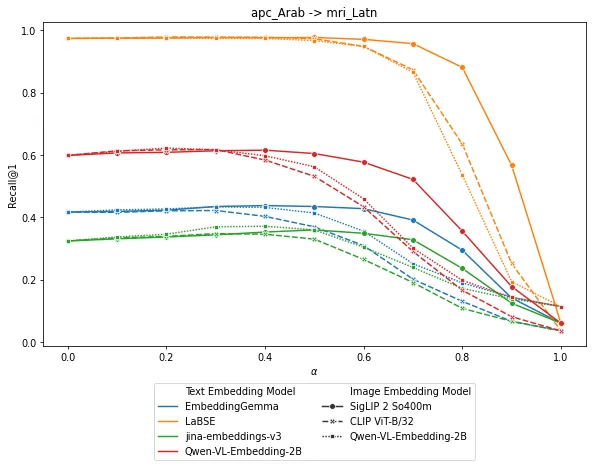 apc_Arab -> mri_Latn
1.0
0.8
0.6
0.4
0.2
0.0
Recall@1
0.0 0.2 0.4 0.6 0.8 1.0
α
Text Embedding Model Image Embedding Model
EmbeddingGemma SigLIP 2 So400m
LaBSE CLIP ViT-B/32
jina-embeddings-v3 Qwen-VL-Embedding-2B
Qwen-VL-Embedding-2B